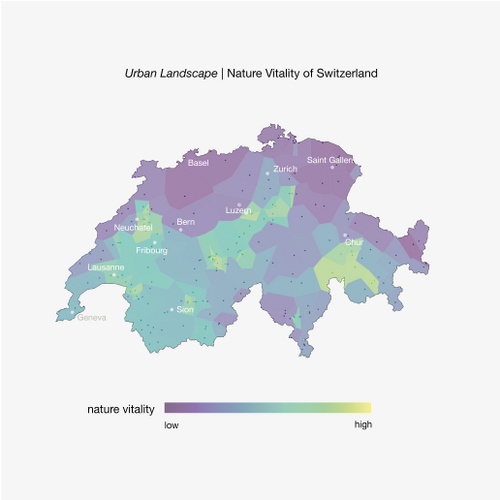 Urban Landscape | Nature Vitality of Switzerland
Basel
Saint Gallen
Zurich
Luzern
Bern
Neuchatel
Fribourg
Chur
Lausanne
Sion
Geneva
nature vitality
low
high